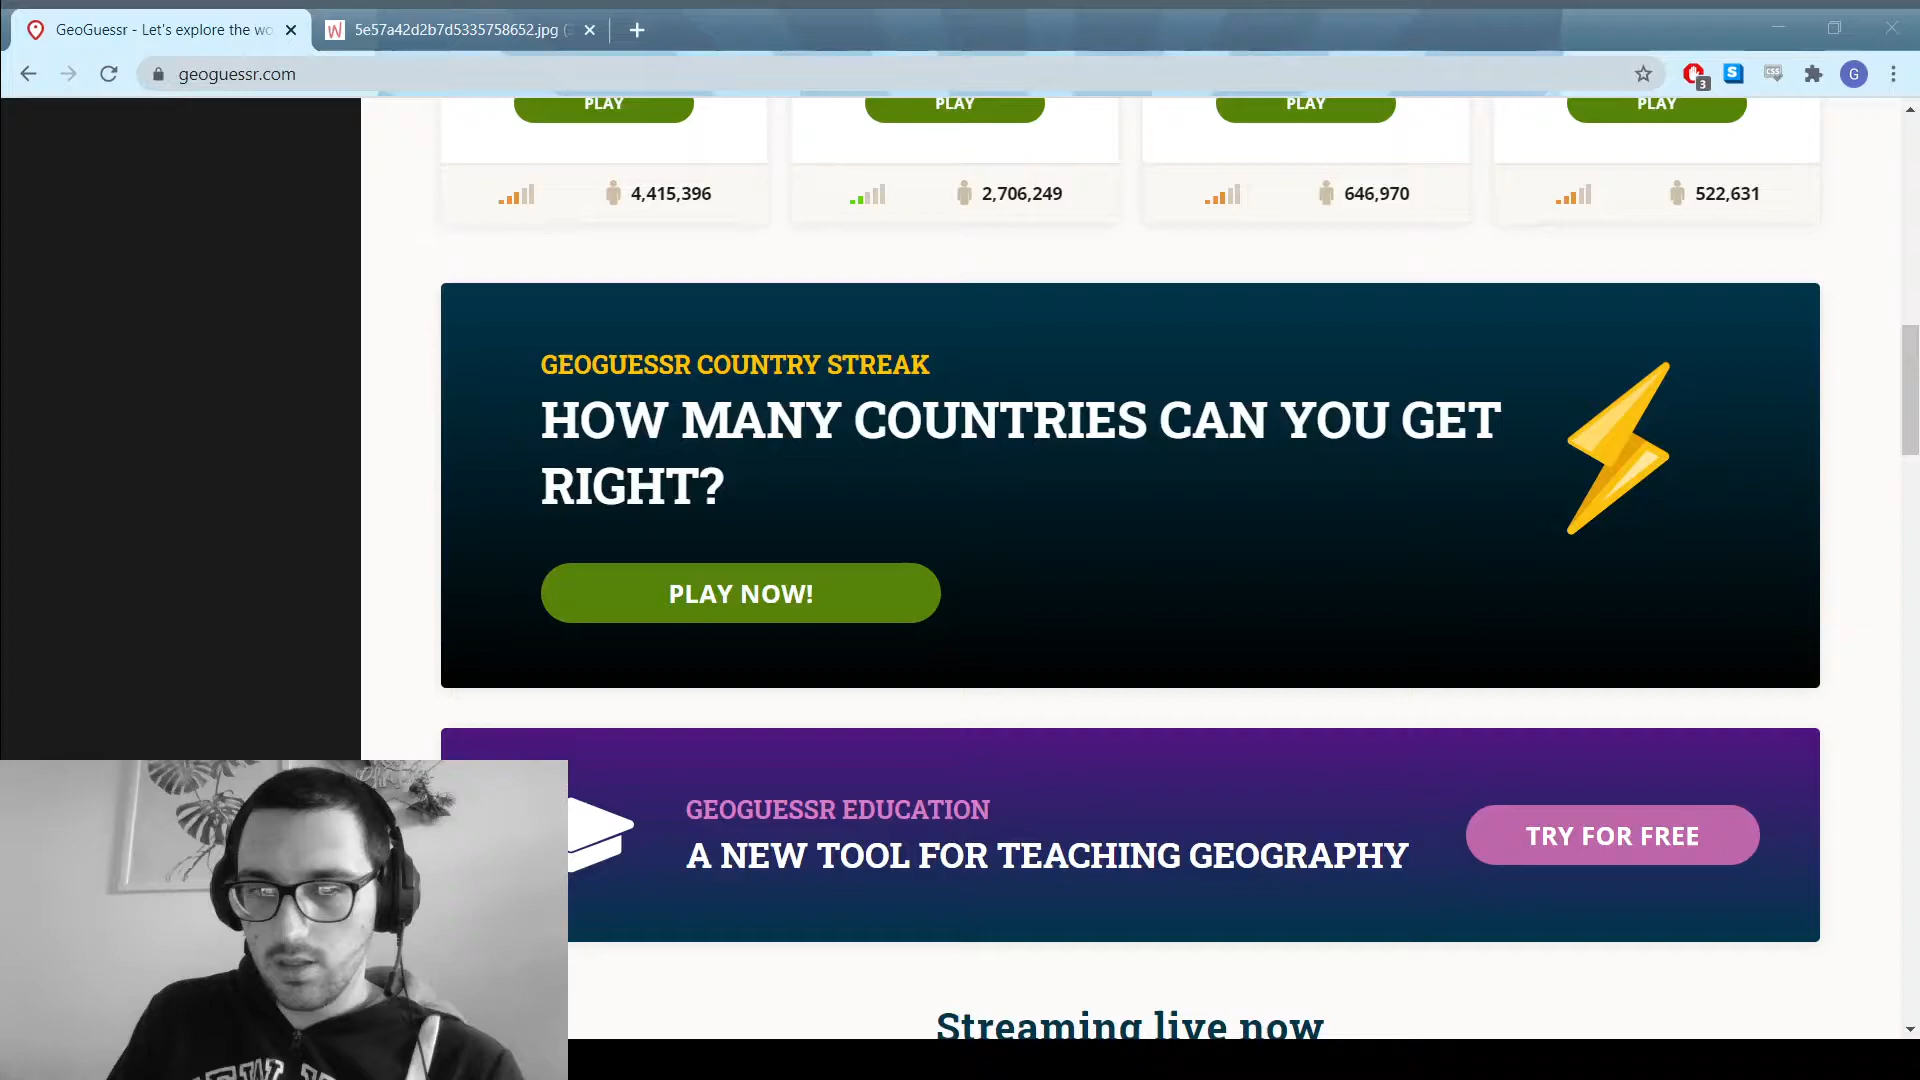 GeoGuessr - Let's explore the wo
5e57a42d2b7d5335758652.jpg (
geoguessr.com
3
S
CSS
G
PLAY PLAY PLAY PLAY
4,415,396 2,706,249 646,970 522,631
GEOGUESSR COUNTRY STREAK
HOW MANY COUNTRIES CAN YOU GET
RIGHT?
PLAY NOW!
GEOGUESSR EDUCATION
A NEW TOOL FOR TEACHING GEOGRAPHY
TRY FOR FREE
Streaming live now